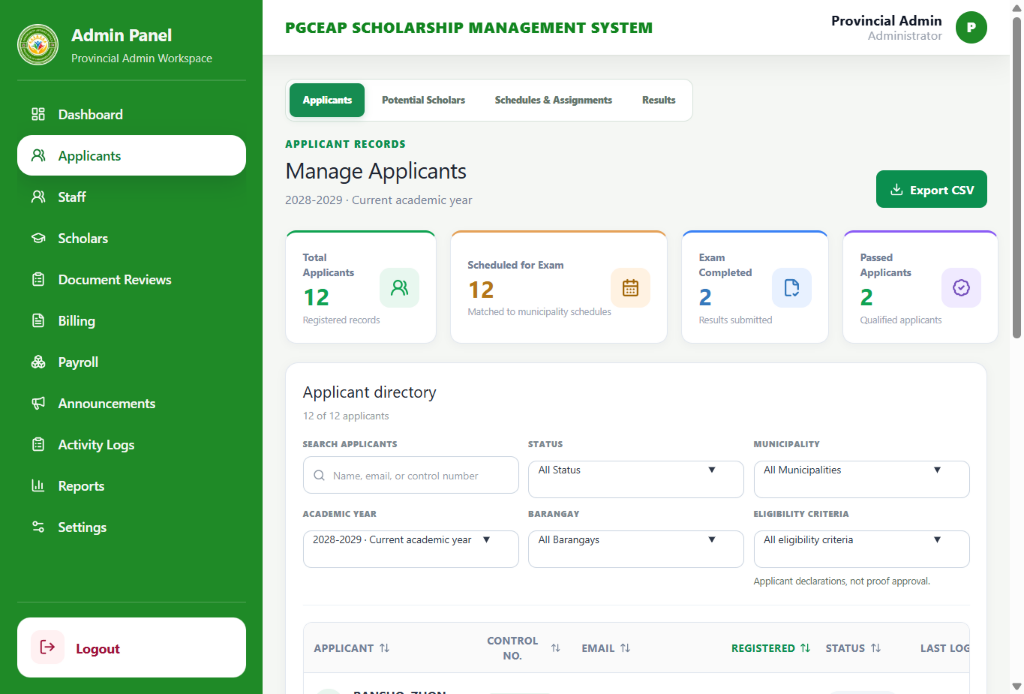 Admin Panel
Provincial Admin Workspace
Dashboard
Applicants
Staff
Scholars
Document Reviews
Billing
Payroll
Announcements
Activity Logs
Reports
Settings
Logout
PGCEAP SCHOLARSHIP MANAGEMENT SYSTEM
Provincial Admin
Administrator
P
Applicants Potential Scholars Schedules & Assignments Results
APPLICANT RECORDS
Manage Applicants
2028-2029 · Current academic year
Export CSV
Total
Applicants
12
Registered records
Scheduled for Exam
12
Matched to municipality schedules
Exam
Completed
2
Results submitted
Passed
Applicants
2
Qualified applicants
Applicant directory
12 of 12 applicants
SEARCH APPLICANTS STATUS MUNICIPALITY
Name, email, or control number All Status All Municipalities
ACADEMIC YEAR BARANGAY ELIGIBILITY CRITERIA
2028-2029 · Current academic year All Barangays All eligibility criteria
Applicant declarations, not proof approval.
APPLICANT CONTROL NO. EMAIL REGISTERED STATUS LAST LOG